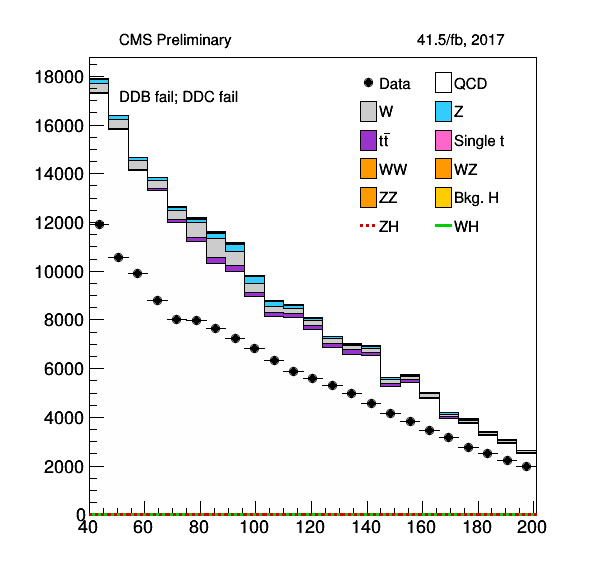 CMS Preliminary 41.5/fb, 2017
18000
16000
14000
12000
10000
8000
6000
4000
2000
0
DDB fail; DDC fail
Data QCD
W Z
tt̄ Single t
WW WZ
ZZ Bkg. H
ZH WH
40 60 80 100 120 140 160 180 200